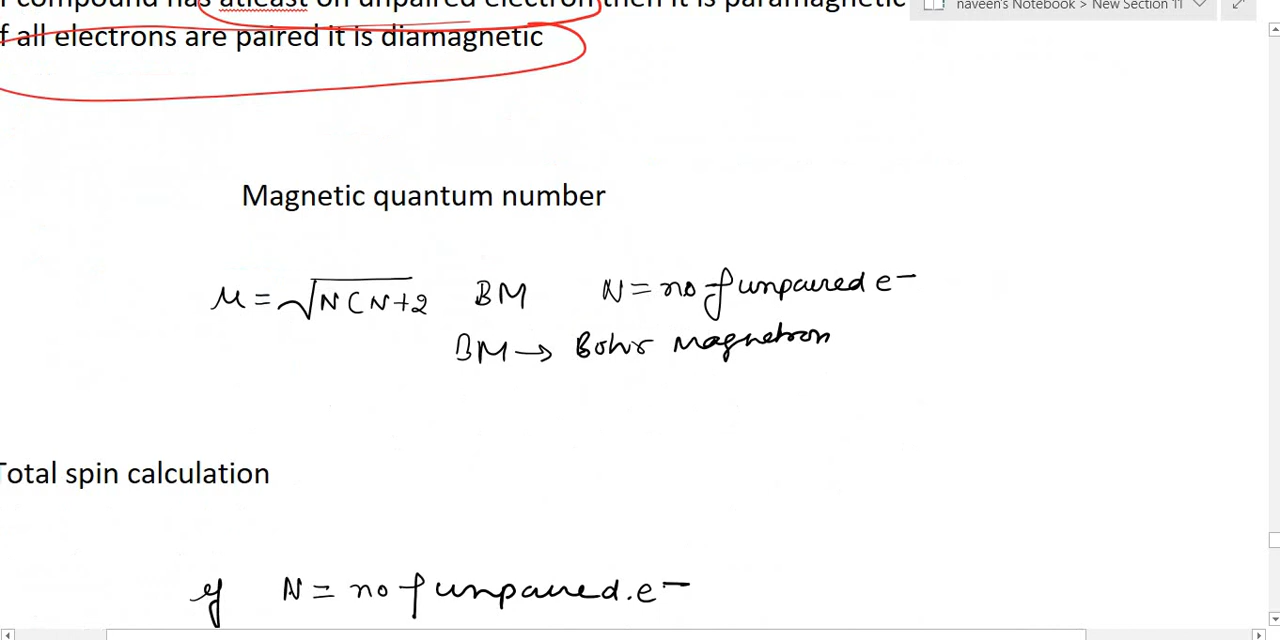 f compound has atleast on unpaired electron then it is paramagnetic
naveen's Notebook > New Section 11
f all electrons are paired it is diamagnetic
Magnetic quantum number
μ = √N(N+2 BM N = no of unpaired e⁻
BM → Bohr Magnetron
Total spin calculation
if N = no of unpaired.e⁻